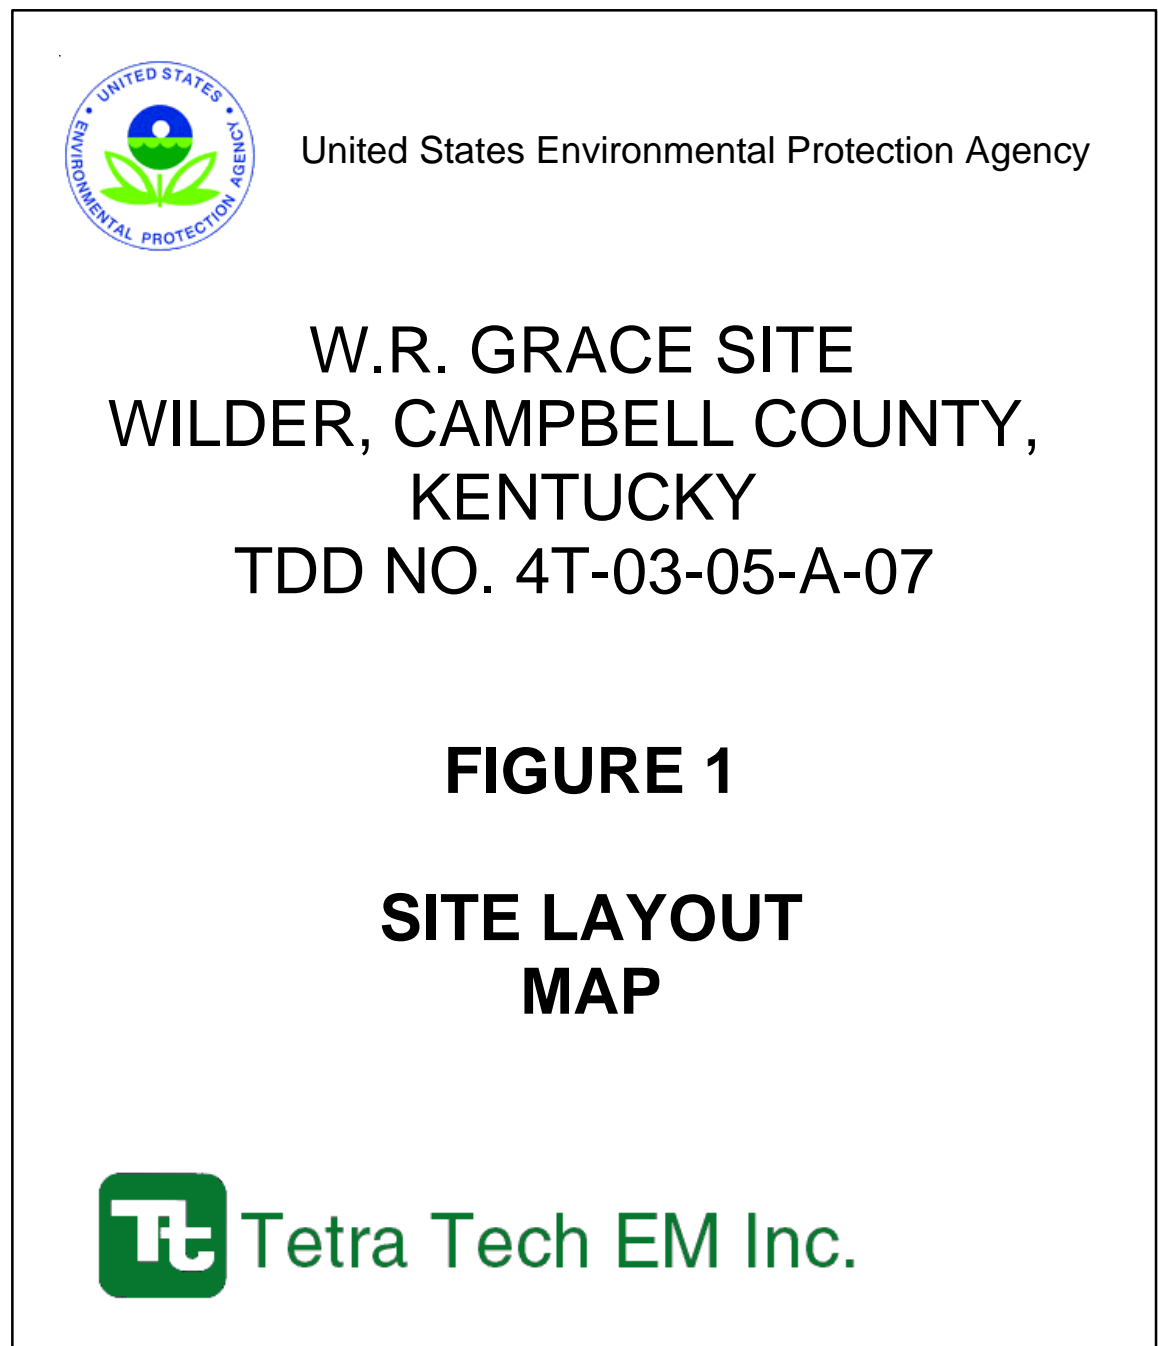 UNITED STATES
ENVIRONMENTAL PROTECTION AGENCY
United States Environmental Protection Agency
W.R. GRACE SITE
WILDER, CAMPBELL COUNTY,
KENTUCKY
TDD NO. 4T-03-05-A-07
FIGURE 1
SITE LAYOUT
MAP
Tt Tetra Tech EM Inc.